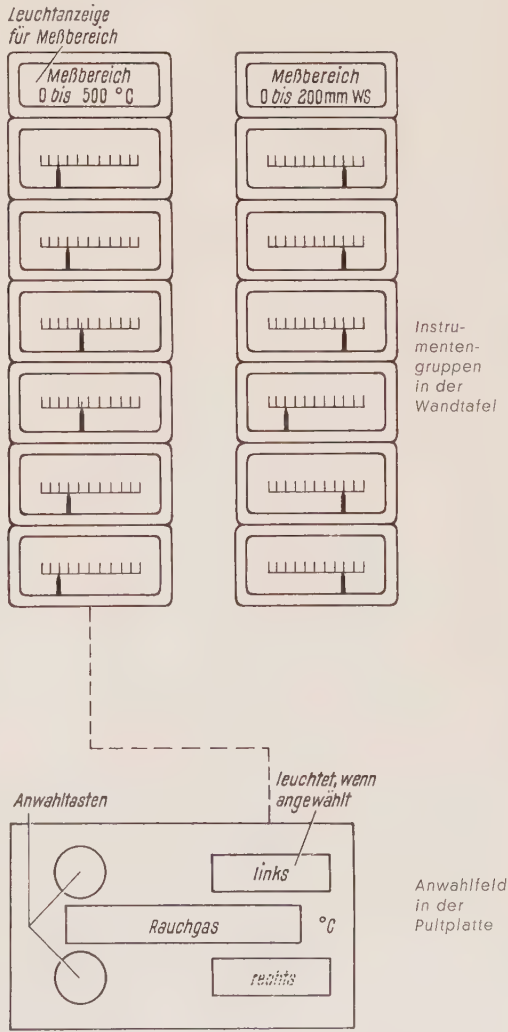 Leuchtanzeige
für Meßbereich
Meßbereich
0 bis 500 °C
Meßbereich
0 bis 200mm WS
Instru-
menten-
gruppen
in der
Wandtafel
Anwahltasten
leuchtet, wenn
angewählt
links
Rauchgas
°C
rechts
Anwahlfeld
in der
Pultplatte